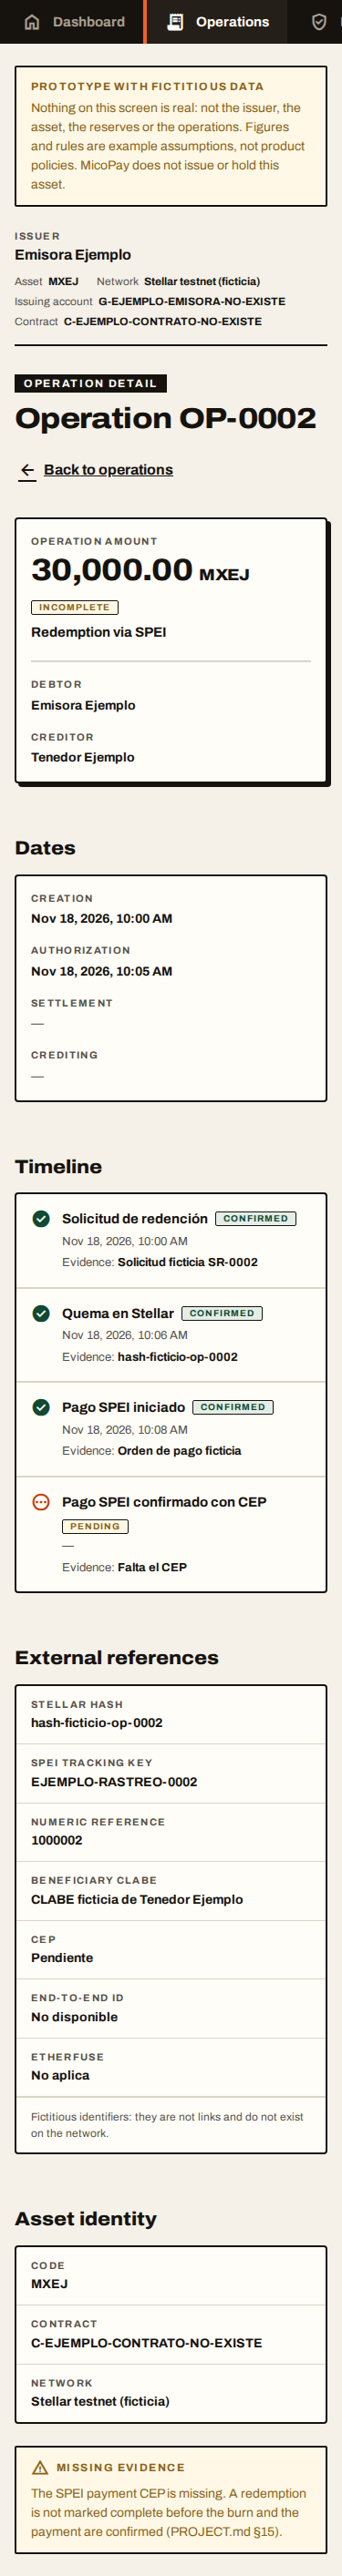 Dashboard
Operations
PROTOTYPE WITH FICTITIOUS DATA
Nothing on this screen is real: not the issuer, the
asset, the reserves or the operations. Figures
and rules are example assumptions, not product
policies. MicoPay does not issue or hold this
asset.
ISSUER
Emisora Ejemplo
Asset MXEJ Network Stellar testnet (ficticia)
Issuing account G-EJEMPLO-EMISORA-NO-EXISTE
Contract C-EJEMPLO-CONTRATO-NO-EXISTE
OPERATION DETAIL
Operation OP-0002
Back to operations
OPERATION AMOUNT
30,000.00 MXEJ
INCOMPLETE
Redemption via SPEI
DEBTOR
Emisora Ejemplo
CREDITOR
Tenedor Ejemplo
Dates
CREATION
Nov 18, 2026, 10:00 AM
AUTHORIZATION
Nov 18, 2026, 10:05 AM
SETTLEMENT
—
CREDITING
—
Timeline
Solicitud de redención CONFIRMED
Nov 18, 2026, 10:00 AM
Evidence: Solicitud ficticia SR-0002
Quema en Stellar CONFIRMED
Nov 18, 2026, 10:06 AM
Evidence: hash-ficticio-op-0002
Pago SPEI iniciado CONFIRMED
Nov 18, 2026, 10:08 AM
Evidence: Orden de pago ficticia
Pago SPEI confirmado con CEP
PENDING
—
Evidence: Falta el CEP
External references
STELLAR HASH
hash-ficticio-op-0002
SPEI TRACKING KEY
EJEMPLO-RASTREO-0002
NUMERIC REFERENCE
1000002
BENEFICIARY CLABE
CLABE ficticia de Tenedor Ejemplo
CEP
Pendiente
END-TO-END ID
No disponible
ETHERFUSE
No aplica
Fictitious identifiers: they are not links and do not exist
on the network.
Asset identity
CODE
MXEJ
CONTRACT
C-EJEMPLO-CONTRATO-NO-EXISTE
NETWORK
Stellar testnet (ficticia)
MISSING EVIDENCE
The SPEI payment CEP is missing. A redemption
is not marked complete before the burn and the
payment are confirmed (PROJECT.md §15).